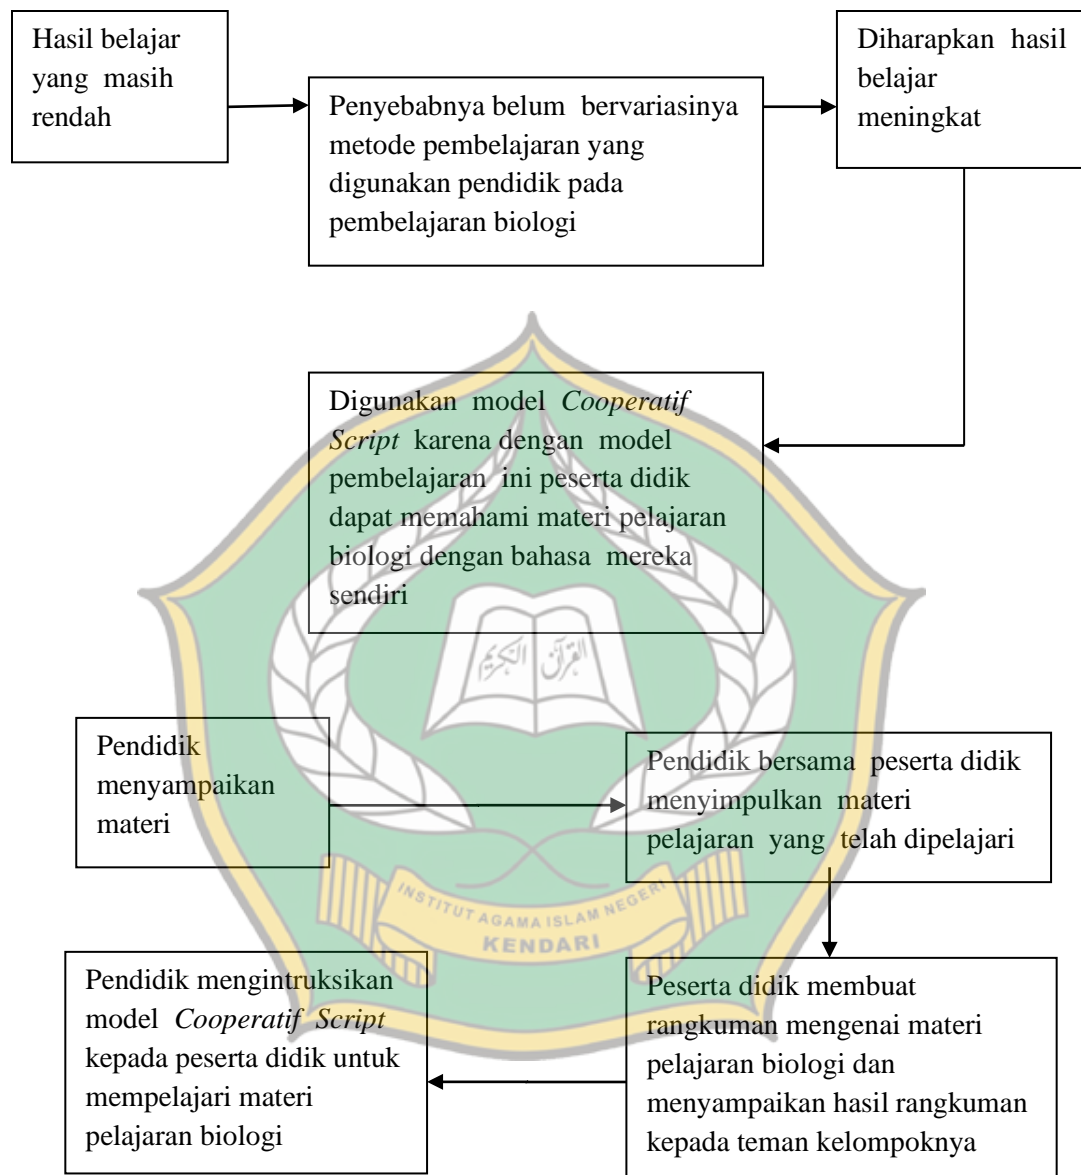 Hasil belajar
yang masih
rendah
Penyebabnya belum bervariasinya
metode pembelajaran yang
digunakan pendidik pada
pembelajaran biologi
Diharapkan hasil
belajar
meningkat
Digunakan model Cooperatif
Script karena dengan model
pembelajaran ini peserta didik
dapat memahami materi pelajaran
biologi dengan bahasa mereka
sendiri
القرآن الكريم
Pendidik
menyampaikan
materi
Pendidik bersama peserta didik
menyimpulkan materi
pelajaran yang telah dipelajari
INSTITUT AGAMA ISLAM NEGERI
KENDARI
Peserta didik membuat
rangkuman mengenai materi
pelajaran biologi dan
menyampaikan hasil rangkuman
kepada teman kelompoknya
Pendidik mengintruksikan
model Cooperatif Script
kepada peserta didik untuk
mempelajari materi
pelajaran biologi